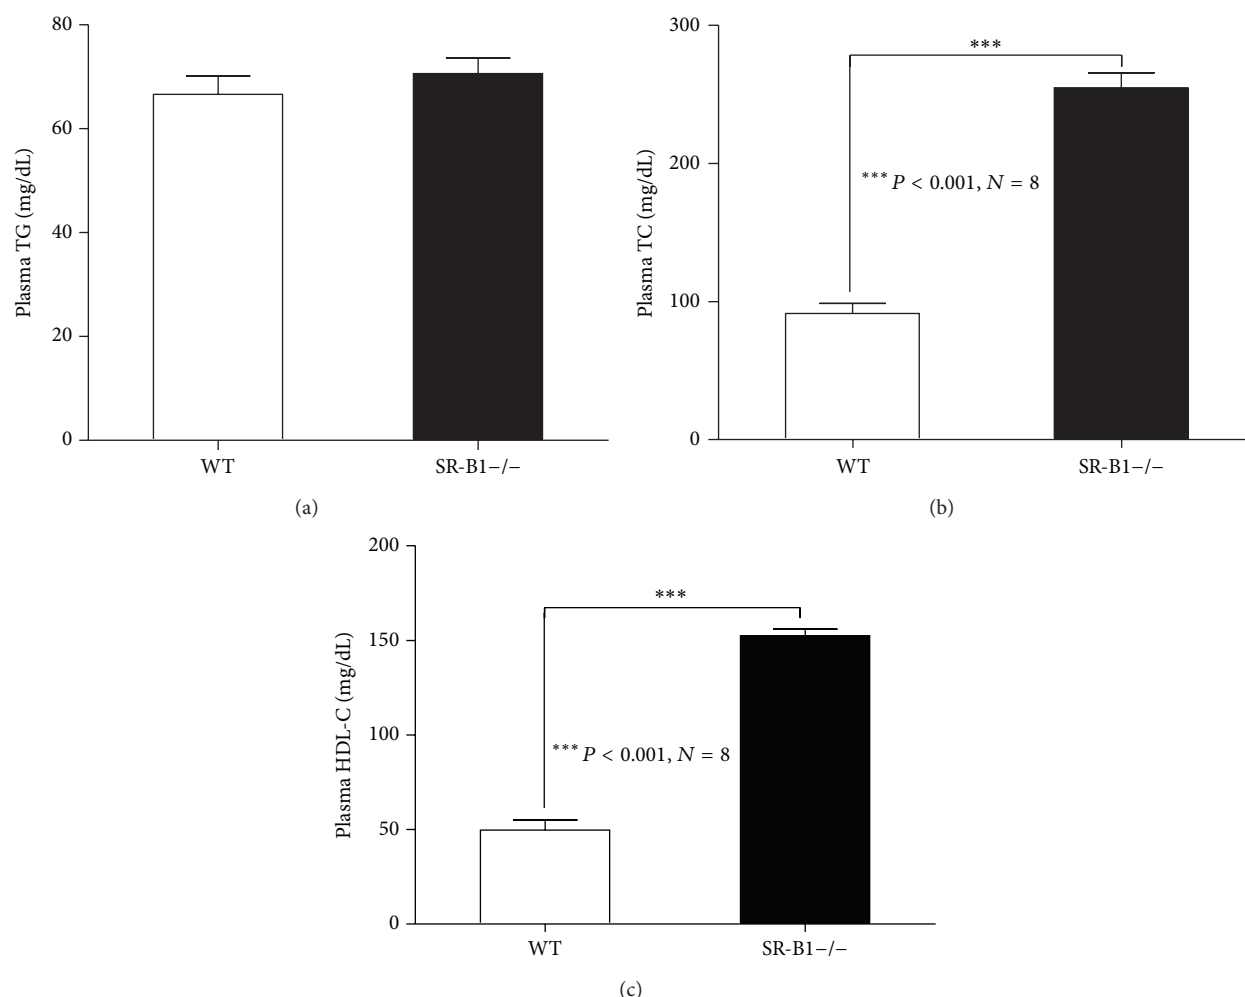 80
60
40
20
0
Plasma TG (mg/dL)
WT
SR-B1−/−
(a)
300
200
100
0
Plasma TC (mg/dL)
***
*** P < 0.001, N = 8
WT
SR-B1−/−
(b)
200
150
100
50
0
Plasma HDL-C (mg/dL)
***
*** P < 0.001, N = 8
WT
SR-B1−/−
(c)